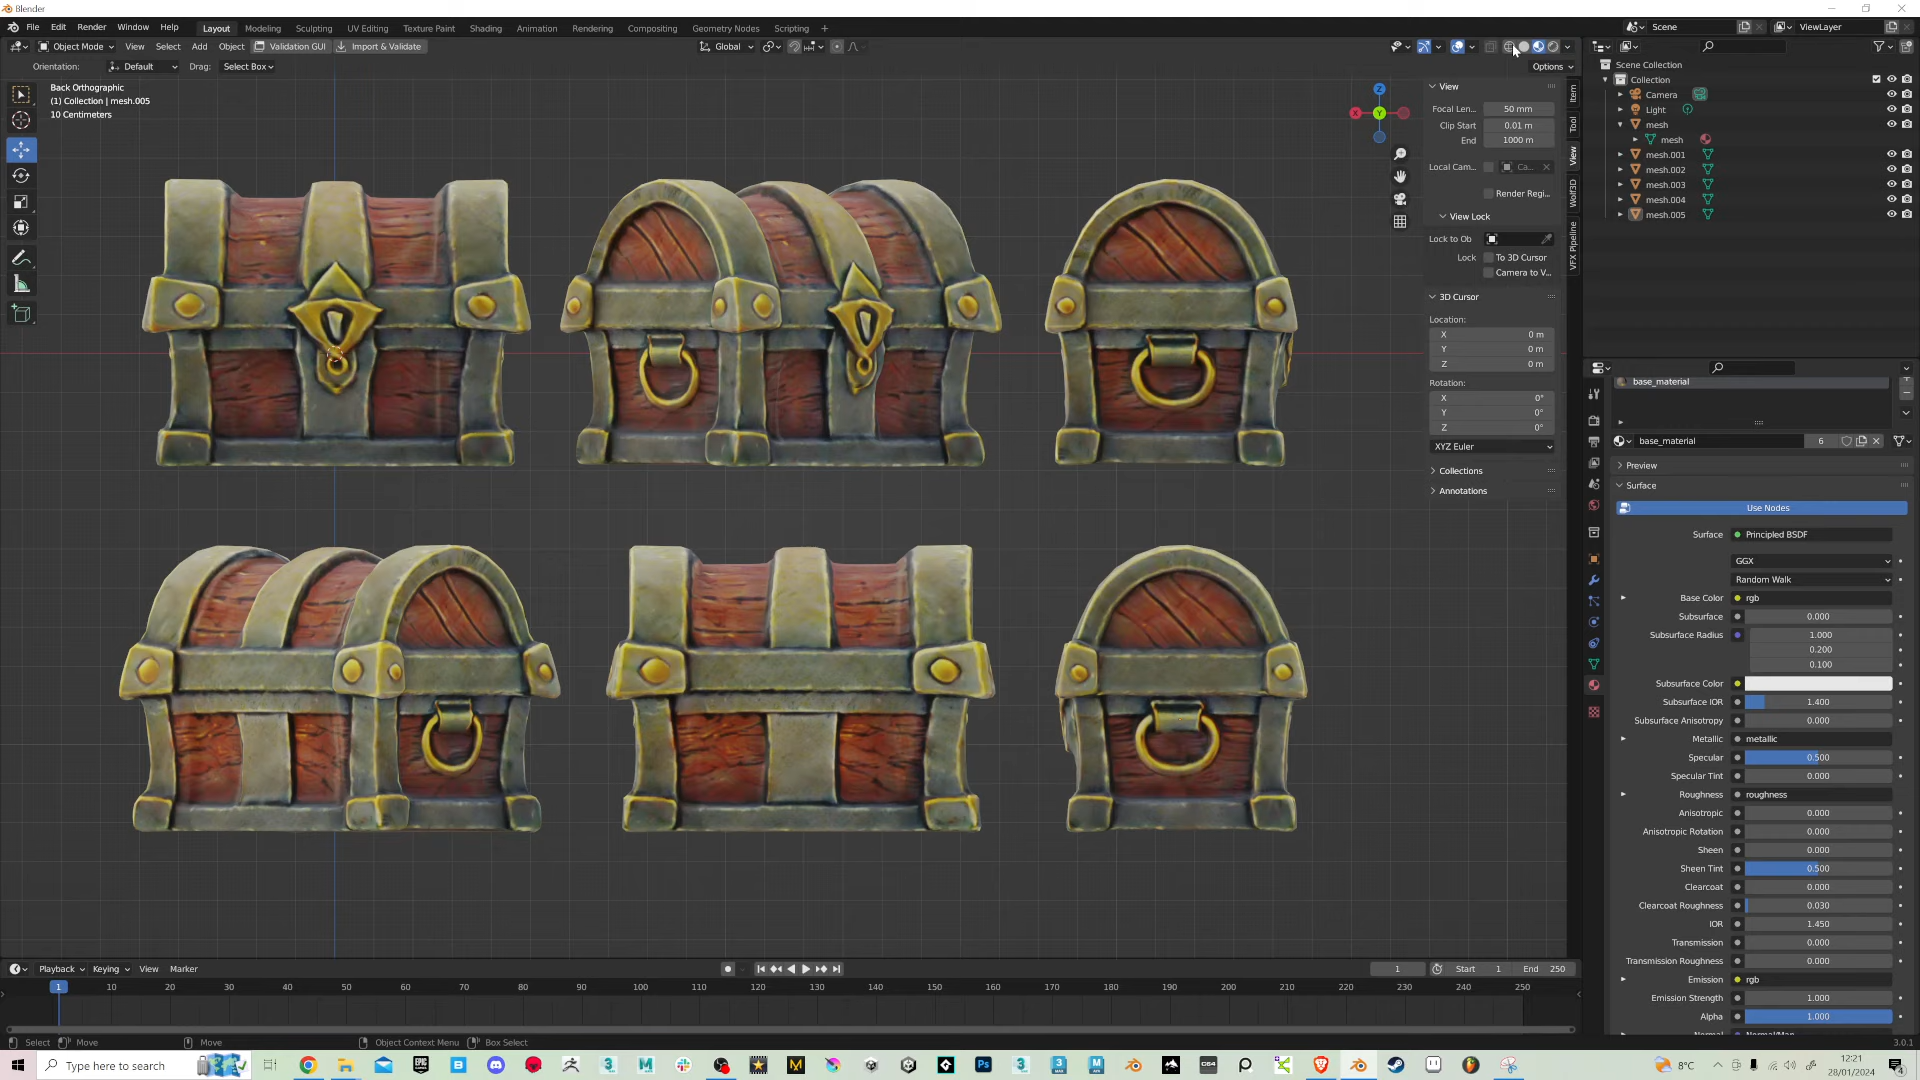 Blender
File Edit Render Window Help Layout Modeling Sculpting UV Editing Texture Paint Shading Animation Rendering Compositing Geometry Nodes Scripting + Scene ViewLayer
Object Mode View Select Add Object Validation GUI Import & Validate Global
Orientation: Default Drag: Select Box Options
Back Orthographic
(1) Collection | mesh.005
10 Centimeters
Z
X
Y
View
Focal Len... 50 mm
Clip Start 0.01 m
End 1000 m
Local Cam... Ca...
Render Regi...
View Lock
Lock to Ob
Lock To 3D Cursor
Camera to V...
3D Cursor
Location:
X 0 m
Y 0 m
Z 0 m
Rotation:
X 0°
Y 0°
Z 0°
XYZ Euler
Collections
Annotations
Item
Tool
View
Wolf3D
VFX Pipeline
Scene Collection
Collection
Camera
Light
mesh
mesh
mesh.001
mesh.002
mesh.003
mesh.004
mesh.005
base_material
base_material 6
Preview
Surface
Use Nodes
Surface Principled BSDF
GGX
Random Walk
Base Color rgb
Subsurface 0.000
Subsurface Radius 1.000
0.200
0.100
Subsurface Color
Subsurface IOR 1.400
Subsurface Anisotropy 0.000
Metallic metallic
Specular 0.500
Specular Tint 0.000
Roughness roughness
Anisotropic 0.000
Anisotropic Rotation 0.000
Sheen 0.000
Sheen Tint 0.500
Clearcoat 0.000
Clearcoat Roughness 0.030
IOR 1.450
Transmission 0.000
Transmission Roughness 0.000
Emission rgb
Emission Strength 1.000
Alpha 1.000
Playback Keying View Marker 1 Start 1 End 250
1 10 20 30 40 50 60 70 80 90 100 110 120 130 140 150 160 170 180 190 200 210 220 230 240 250
Select Move Move Object Context Menu Box Select 3.0.1
Type here to search 8°C 12:21
28/01/2024